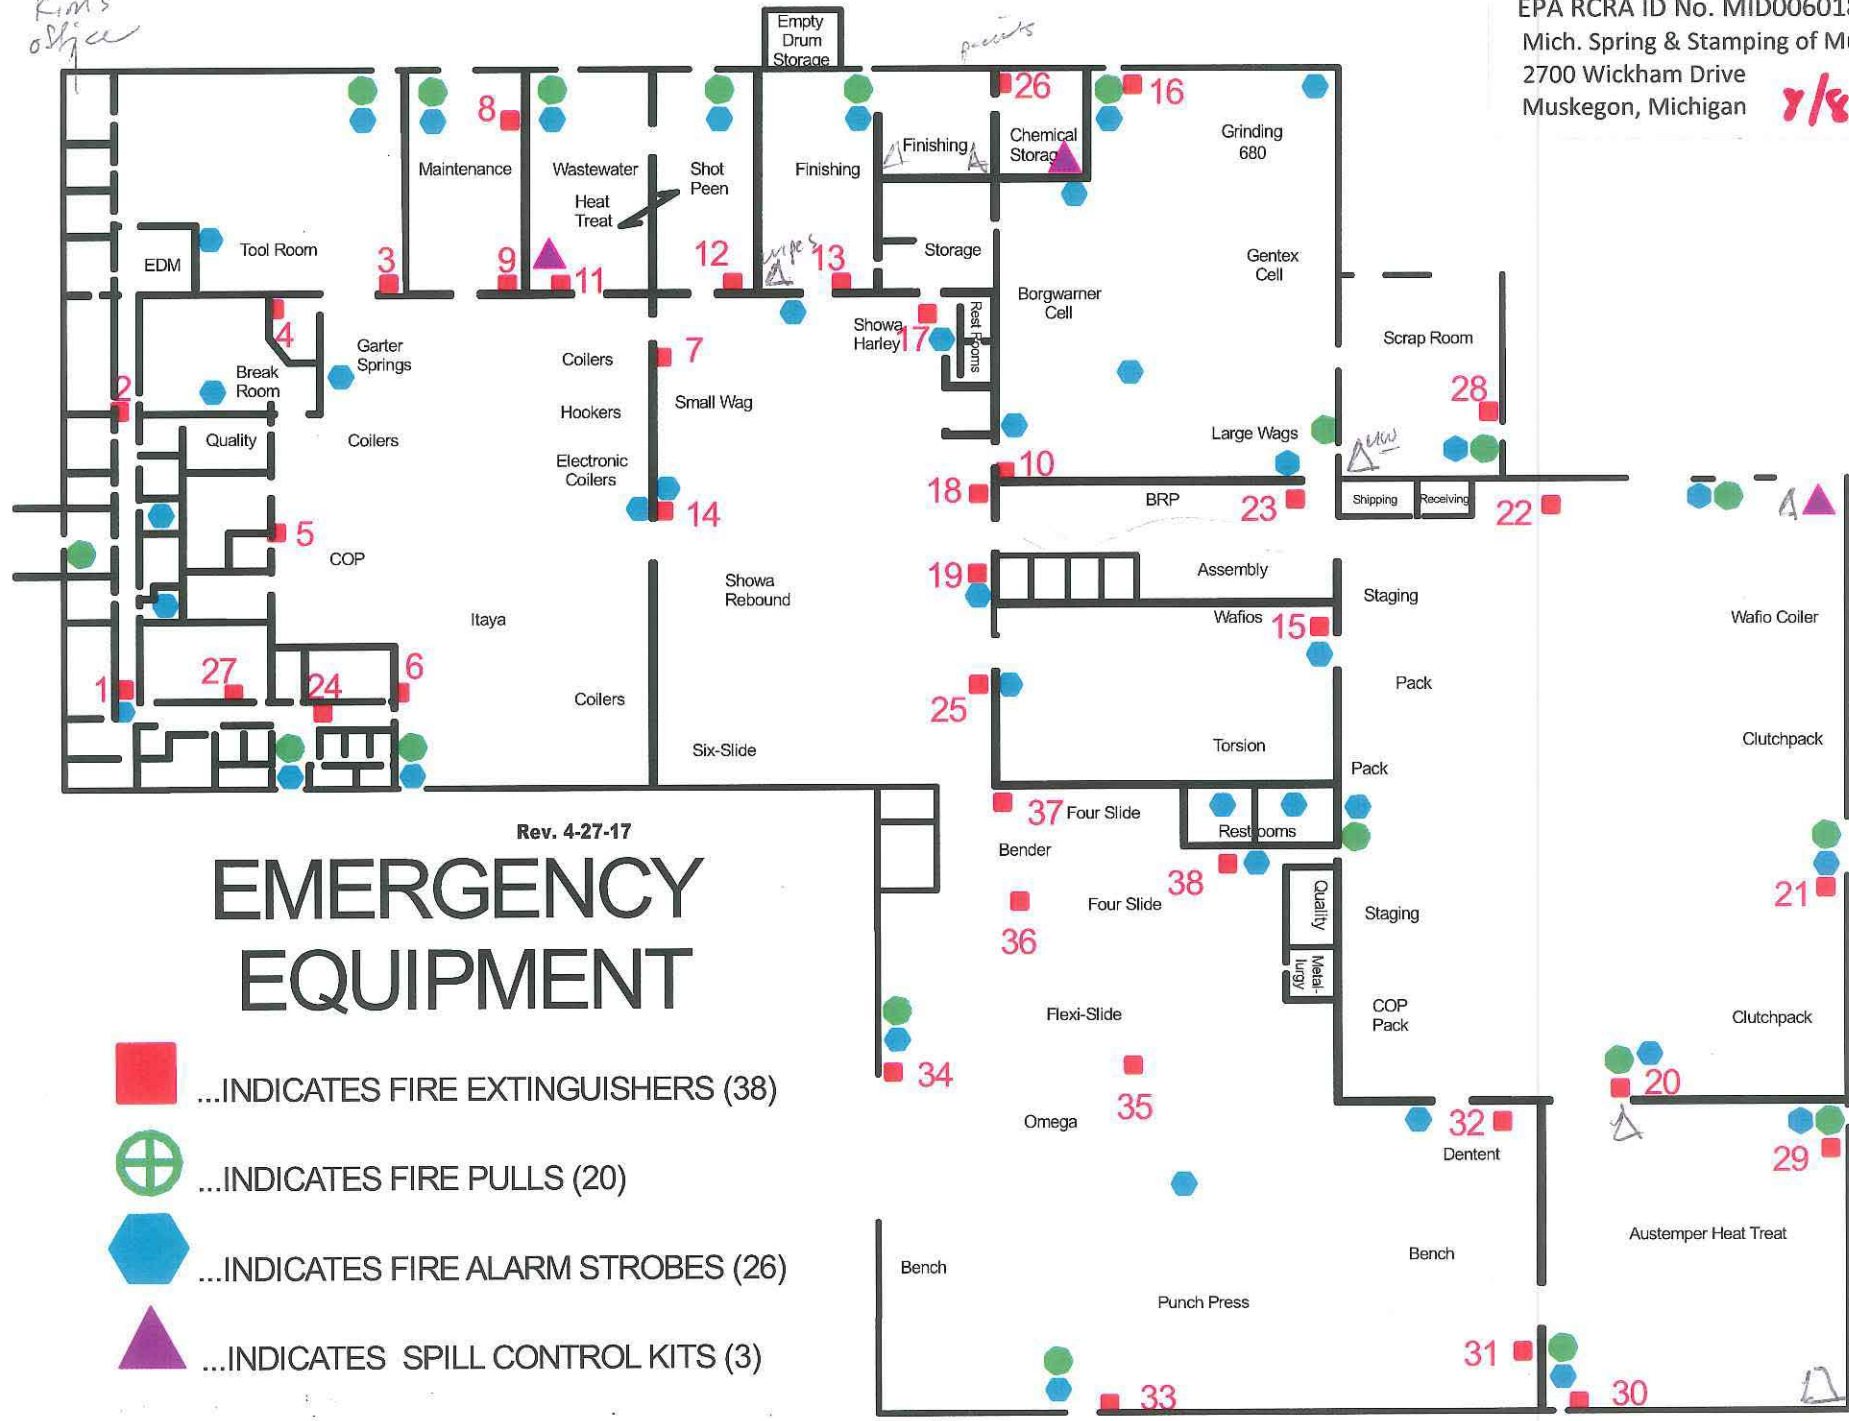 Kim's
office
Empty
Drum
Storage
EPA RCRA ID No. MID006018
Mich. Spring & Stamping of Mu
2700 Wickham Drive
Muskegon, Michigan
26
16
8
Chemical
Storag
Grinding
680
Finishing
Maintenance
Wastewater
Shot
Peen
Finishing
Heat
Treat
EDM
Tool Room
3
9
11
12
wipes
13
Storage
Gentex
Cell
Borgwarner
Cell
4
Garter
Springs
Coilers
7
Showa
Harley
17
Rest Rooms
Scrap Room
2
Break
Room
Hookers
Small Wag
28
Quality
Coilers
Large Wags
Electronic
Coilers
10
18
BRP
23
Shipping
Receiving
22
14
5
COP
19
Assembly
Showa
Rebound
Staging
Itaya
Wafios
15
Wafio Coiler
1
27
24
6
Coilers
25
Pack
Six-Slide
Torsion
Clutchpack
Pack
37
Four Slide
Restrooms
Rev. 4-27-17
Bender
EMERGENCY
EQUIPMENT
38
21
36
Four Slide
Quality
Staging
Metal-
lurgy
Flexi-Slide
COP
Pack
Clutchpack
34
35
20
Omega
32
Dentent
29
...INDICATES FIRE EXTINGUISHERS (38)
...INDICATES FIRE PULLS (20)
...INDICATES FIRE ALARM STROBES (26)
...INDICATES SPILL CONTROL KITS (3)
Austemper Heat Treat
Bench
Bench
Punch Press
31
33
30